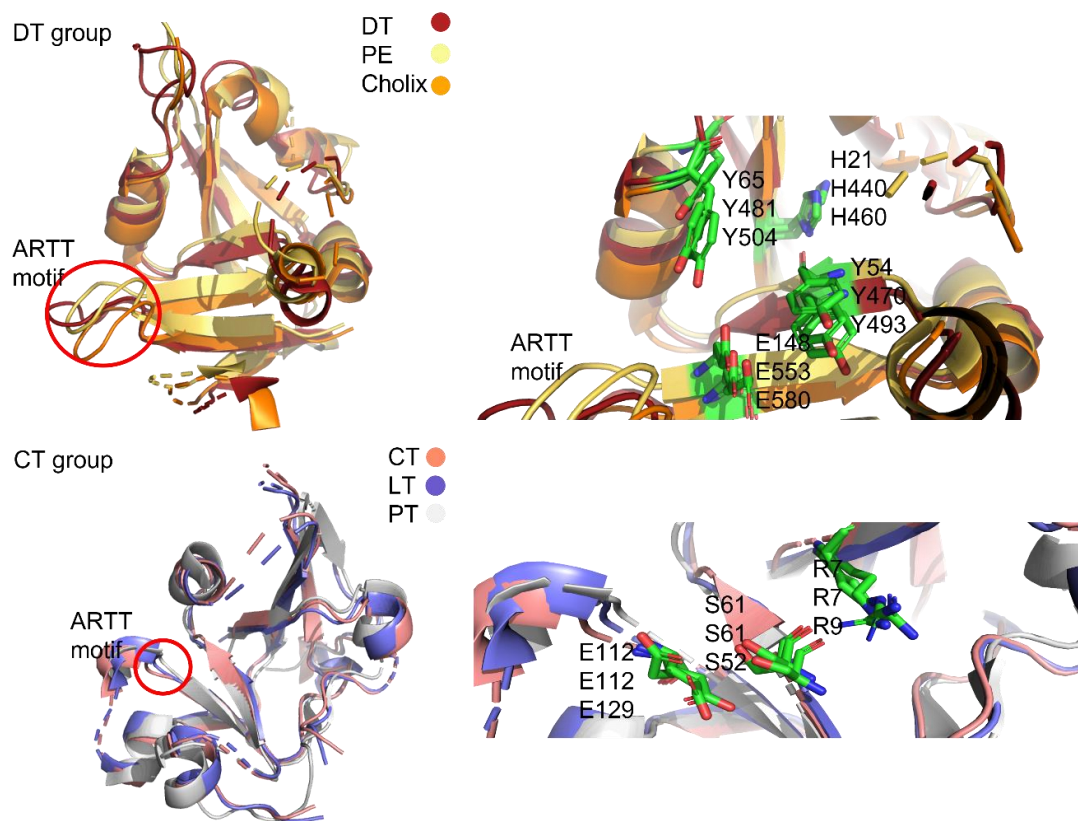 DT group
DT
PE
Cholix
ARTT
motif
Y65
Y481
Y504
H21
H440
H460
Y54
Y470
Y493
E148
E553
E580
ARTT
motif
CT group
CT
LT
PT
ARTT
motif
E112
E112
E129
S61
S61
S52
R7
R7
R9